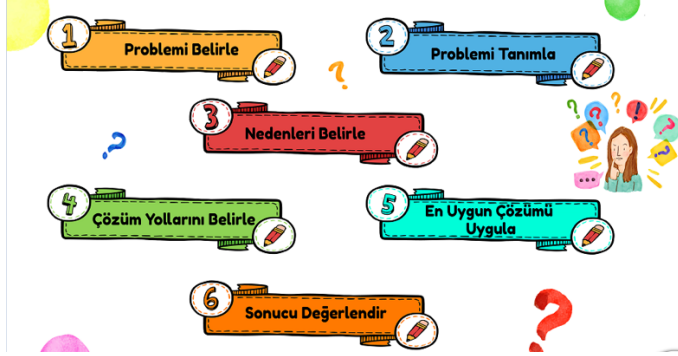 1
Problemi Belirle
2
Problemi Tanımla
3
Nedenleri Belirle
4
Çözüm Yollarını Belirle
5
En Uygun Çözümü
Uygula
6
Sonucu Değerlendir